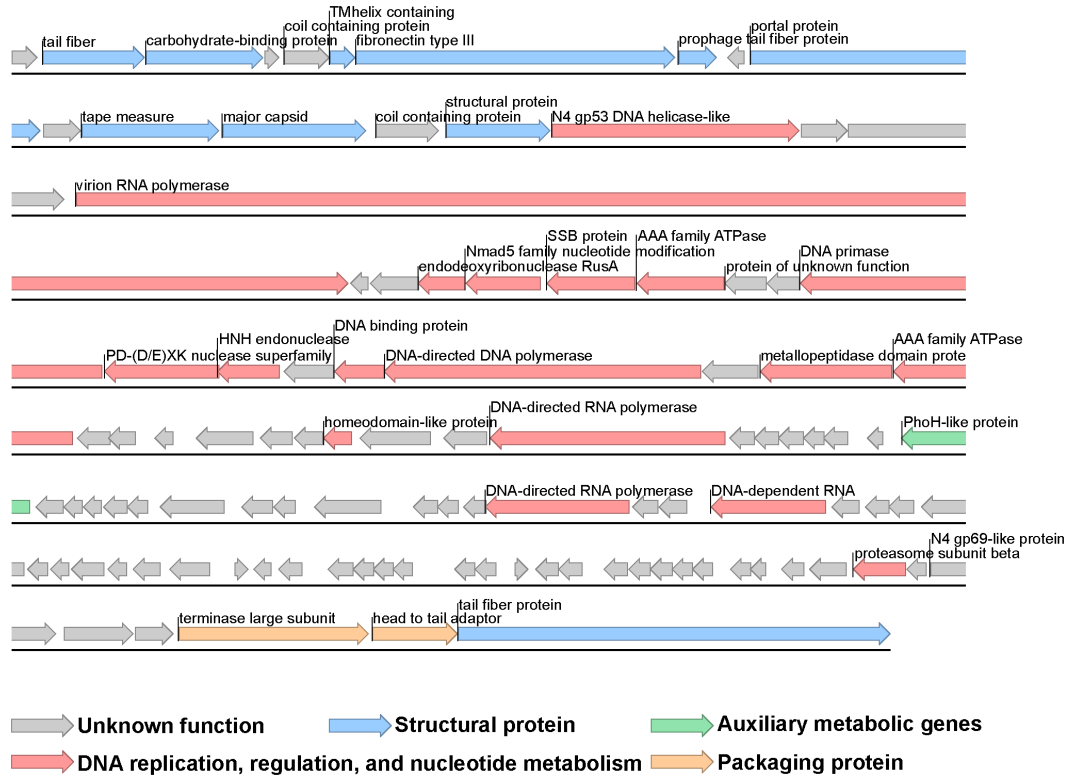 TMhelix containing
portal protein
coil containing protein
tail fiber
carbohydrate-binding protein
fibronectin type III
prophage tail fiber protein
structural protein
tape measure
major capsid
coil containing protein
N4 gp53 DNA helicase-like
virion RNA polymerase
SSB protein
AAA family ATPase
Nmad5 family nucleotide modification
DNA primase
endodeoxyribonuclease RusA
protein of unknown function
DNA binding protein
HNH endonuclease
AAA family ATPase
PD-(D/E)XK nuclease superfamily
DNA-directed DNA polymerase
metallopeptidase domain prote
DNA-directed RNA polymerase
homeodomain-like protein
PhoH-like protein
DNA-directed RNA polymerase
DNA-dependent RNA
N4 gp69-like protein
proteasome subunit beta
tail fiber protein
terminase large subunit
head to tail adaptor
Unknown function
Structural protein
Auxiliary metabolic genes
DNA replication, regulation, and nucleotide metabolism
Packaging protein